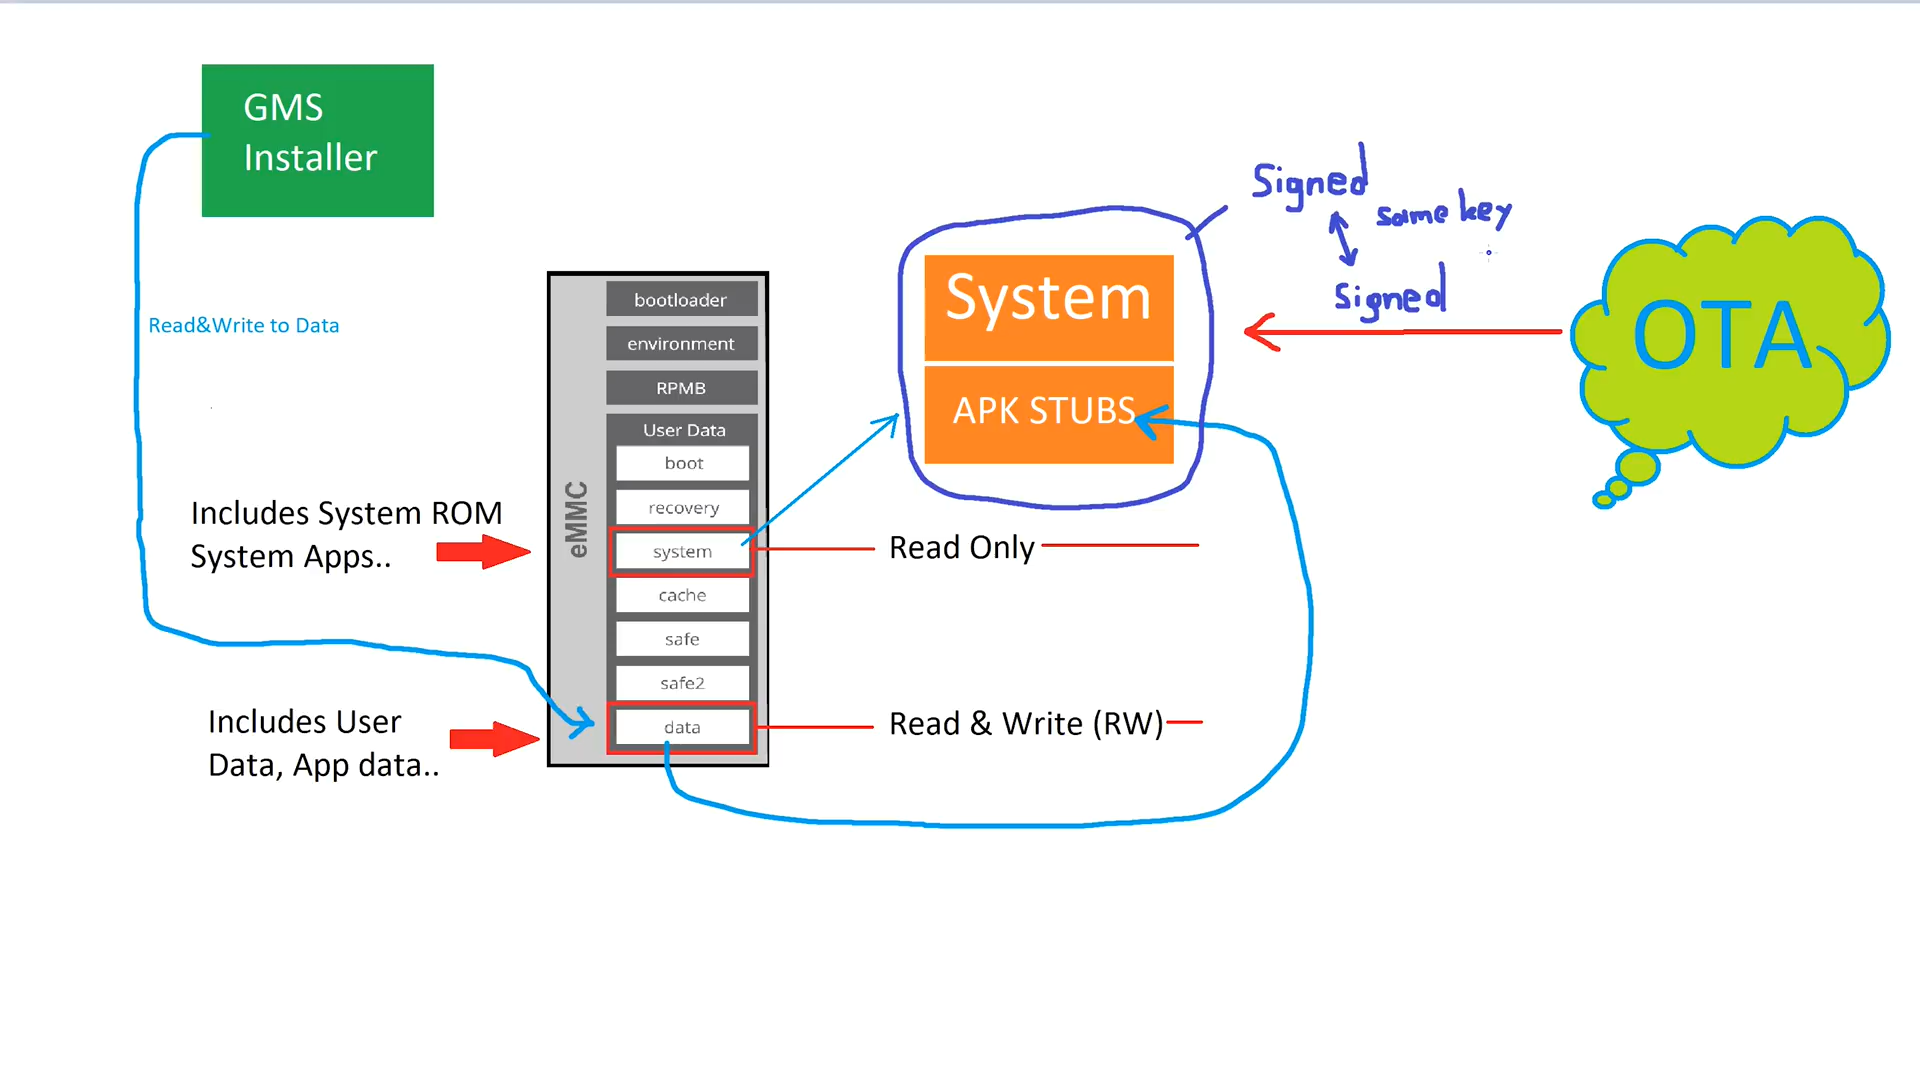 GMS
Installer
Read&Write to Data
Includes System ROM
System Apps..
Includes User
Data, App data..
eMMC
bootloader
environment
RPMB
User Data
boot
recovery
system
cache
safe
safe2
data
System
APK STUBS
Read Only
Read & Write (RW)
Signed
same key
Signed
OTA